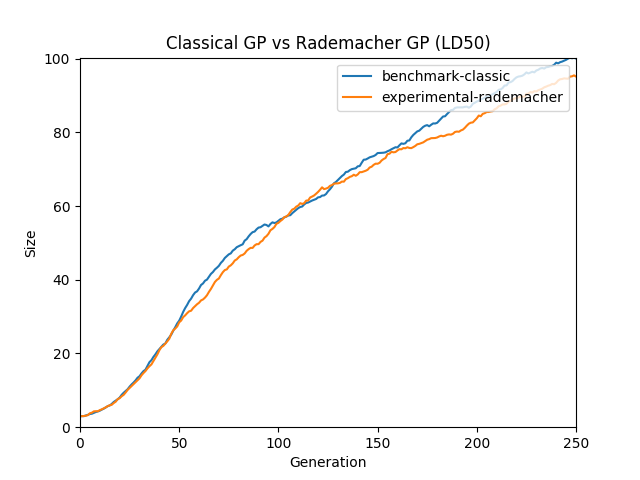 Classical GP vs Rademacher GP (LD50)
benchmark-classic
experimental-rademacher
Size
100
80
60
40
20
0
0 50 100 150 200 250
Generation